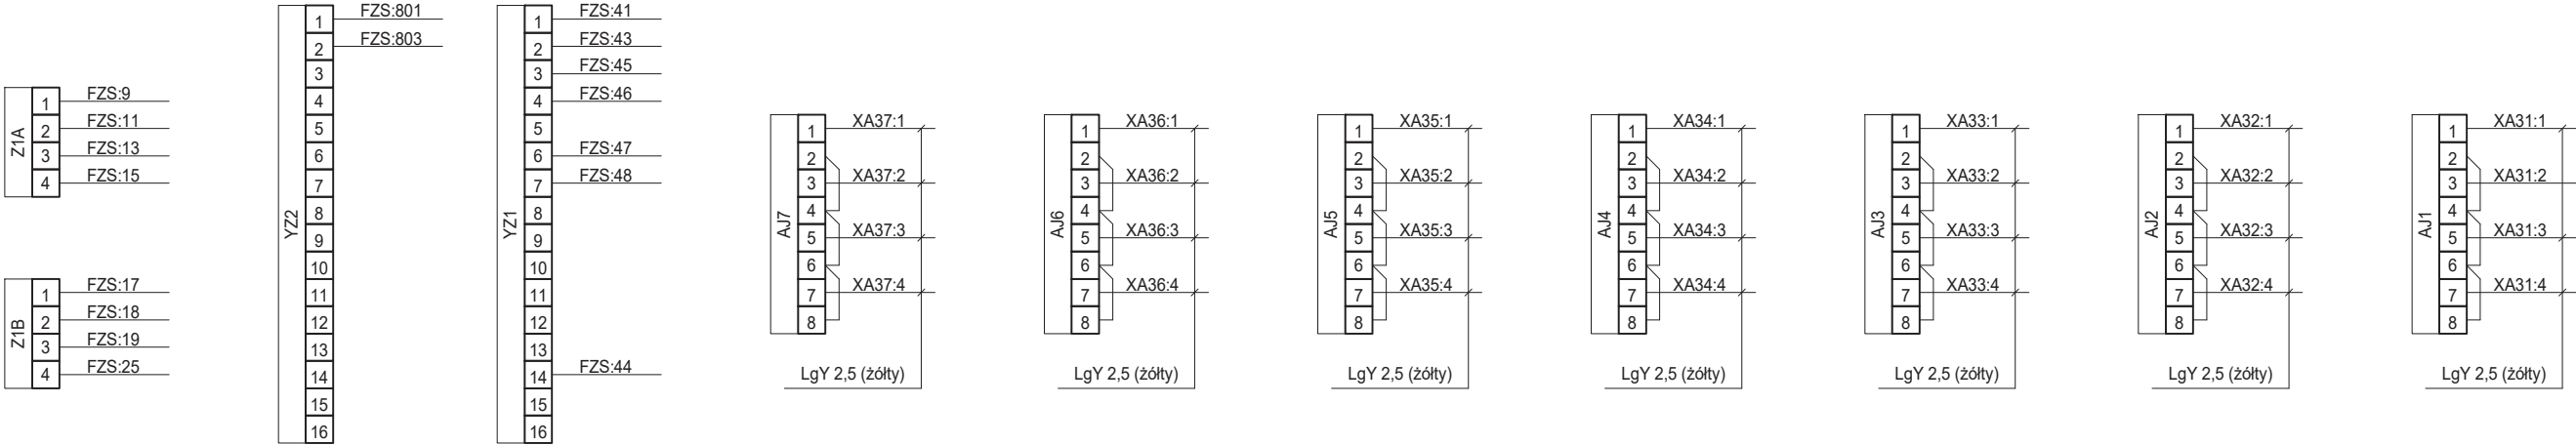 Z1A
1 FZS:9
2 FZS:11
3 FZS:13
4 FZS:15
Z1B
1 FZS:17
2 FZS:18
3 FZS:19
4 FZS:25
YZ2
1 FZS:801
2 FZS:803
3
4
5
6
7
8
9
10
11
12
13
14
15
16
YZ1
1 FZS:41
2 FZS:43
3 FZS:45
4 FZS:46
5
6 FZS:47
7 FZS:48
8
9
10
11
12
13
14 FZS:44
15
16
AJ7
1 XA37:1
2
3 XA37:2
4
5 XA37:3
6
7 XA37:4
8
LgY 2,5 (żółty)
AJ6
1 XA36:1
2
3 XA36:2
4
5 XA36:3
6
7 XA36:4
8
LgY 2,5 (żółty)
AJ5
1 XA35:1
2
3 XA35:2
4
5 XA35:3
6
7 XA35:4
8
LgY 2,5 (żółty)
AJ4
1 XA34:1
2
3 XA34:2
4
5 XA34:3
6
7 XA34:4
8
LgY 2,5 (żółty)
AJ3
1 XA33:1
2
3 XA33:2
4
5 XA33:3
6
7 XA33:4
8
LgY 2,5 (żółty)
AJ2
1 XA32:1
2
3 XA32:2
4
5 XA32:3
6
7 XA32:4
8
LgY 2,5 (żółty)
AJ1
1 XA31:1
2
3 XA31:2
4
5 XA31:3
6
7 XA31:4
8
LgY 2,5 (żółty)